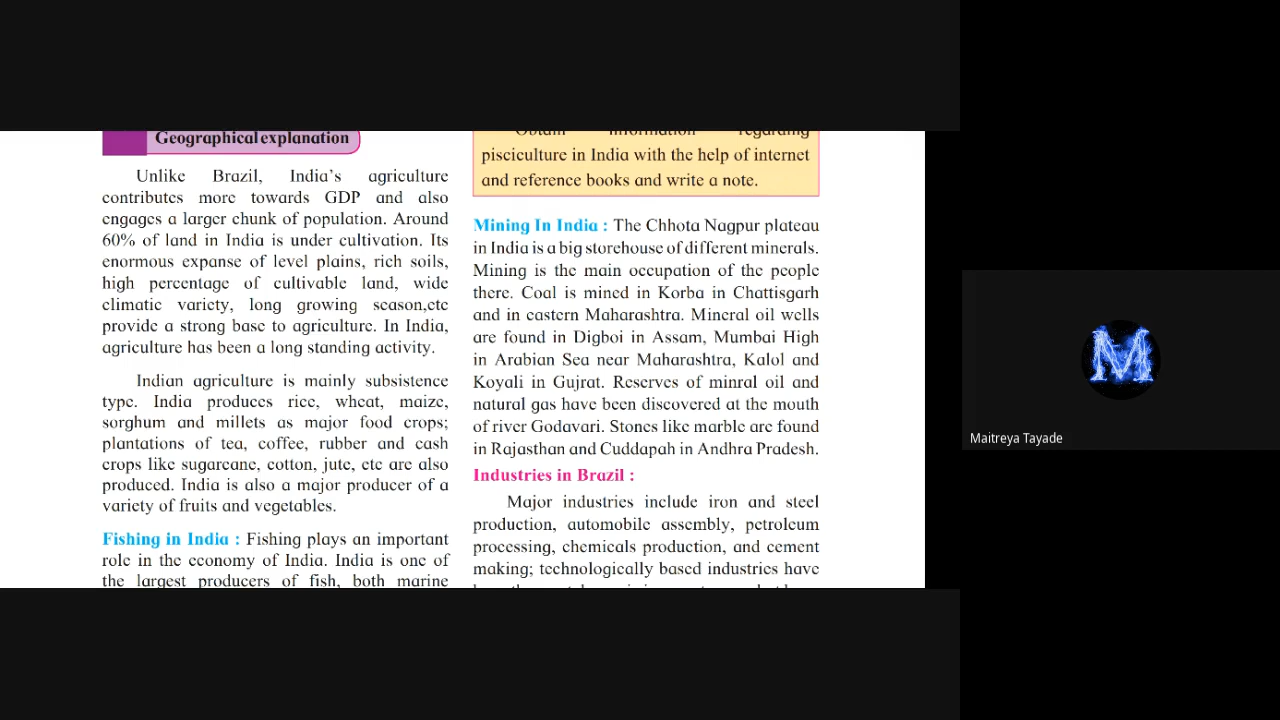 Geographical explanation
Unlike Brazil, India's agriculture
contributes more towards GDP and also
engages a larger chunk of population. Around
60% of land in India is under cultivation. Its
enormous expanse of level plains, rich soils,
high percentage of cultivable land, wide
climatic variety, long growing season,etc
provide a strong base to agriculture. In India,
agriculture has been a long standing activity.
Indian agriculture is mainly subsistence
type. India produces rice, wheat, maize,
sorghum and millets as major food crops;
plantations of tea, coffee, rubber and cash
crops like sugarcane, cotton, jute, etc are also
produced. India is also a major producer of a
variety of fruits and vegetables.
Fishing in India : Fishing plays an important
role in the economy of India. India is one of
the largest producers of fish, both marine
Obtain information regarding
pisciculture in India with the help of internet
and reference books and write a note.
Mining In India : The Chhota Nagpur plateau
in India is a big storehouse of different minerals.
Mining is the main occupation of the people
there. Coal is mined in Korba in Chattisgarh
and in eastern Maharashtra. Mineral oil wells
are found in Digboi in Assam, Mumbai High
in Arabian Sea near Maharashtra, Kalol and
Koyali in Gujrat. Reserves of minral oil and
natural gas have been discovered at the mouth
of river Godavari. Stones like marble are found
in Rajasthan and Cuddapah in Andhra Pradesh.
Industries in Brazil :
Major industries include iron and steel
production, automobile assembly, petroleum
processing, chemicals production, and cement
making; technologically based industries have
Maitreya Tayade